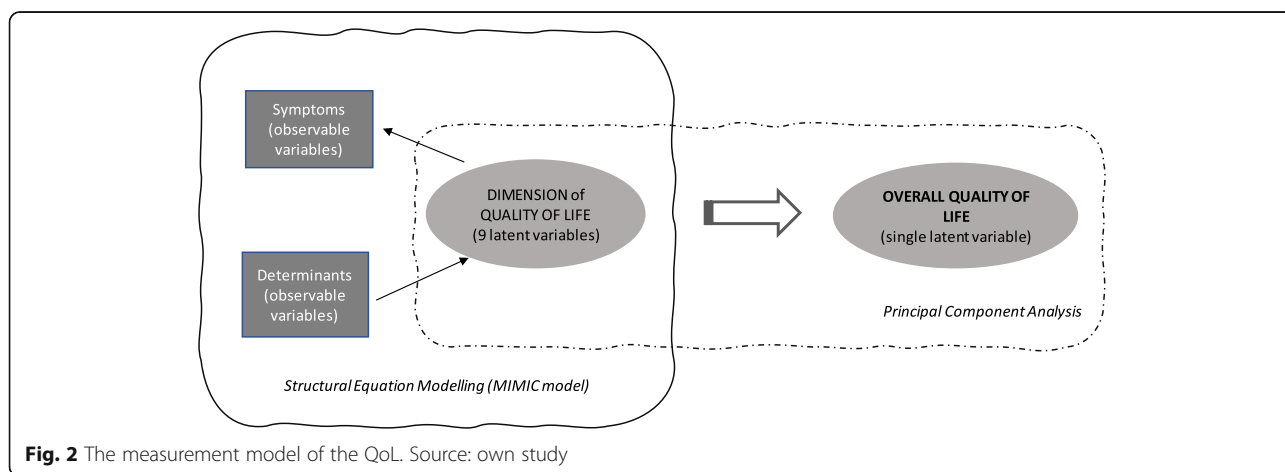 Symptoms
(observable
variables)
DIMENSION of
QUALITY OF LIFE
(9 latent variables)
OVERALL QUALITY OF
LIFE
(single latent variable)
Determinants
(observable
variables)
Principal Component Analysis
Structural Equation Modelling (MIMIC model)
Fig. 2 The measurement model of the QoL. Source: own study